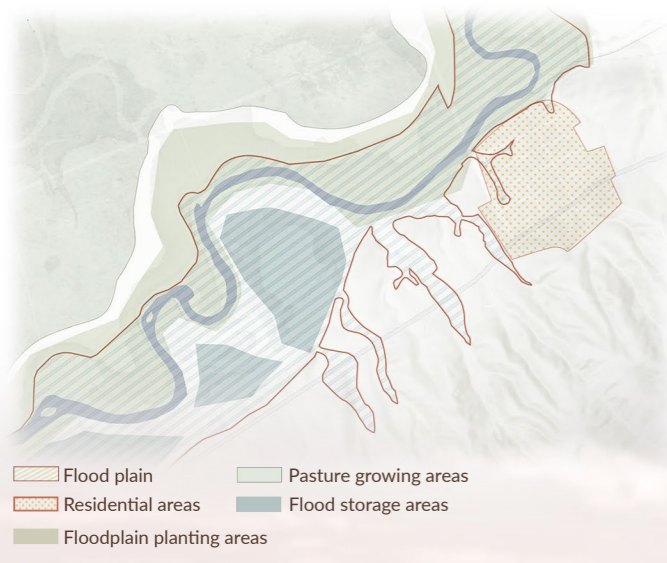 Flood plain
Pasture growing areas
Residential areas
Flood storage areas
Floodplain planting areas